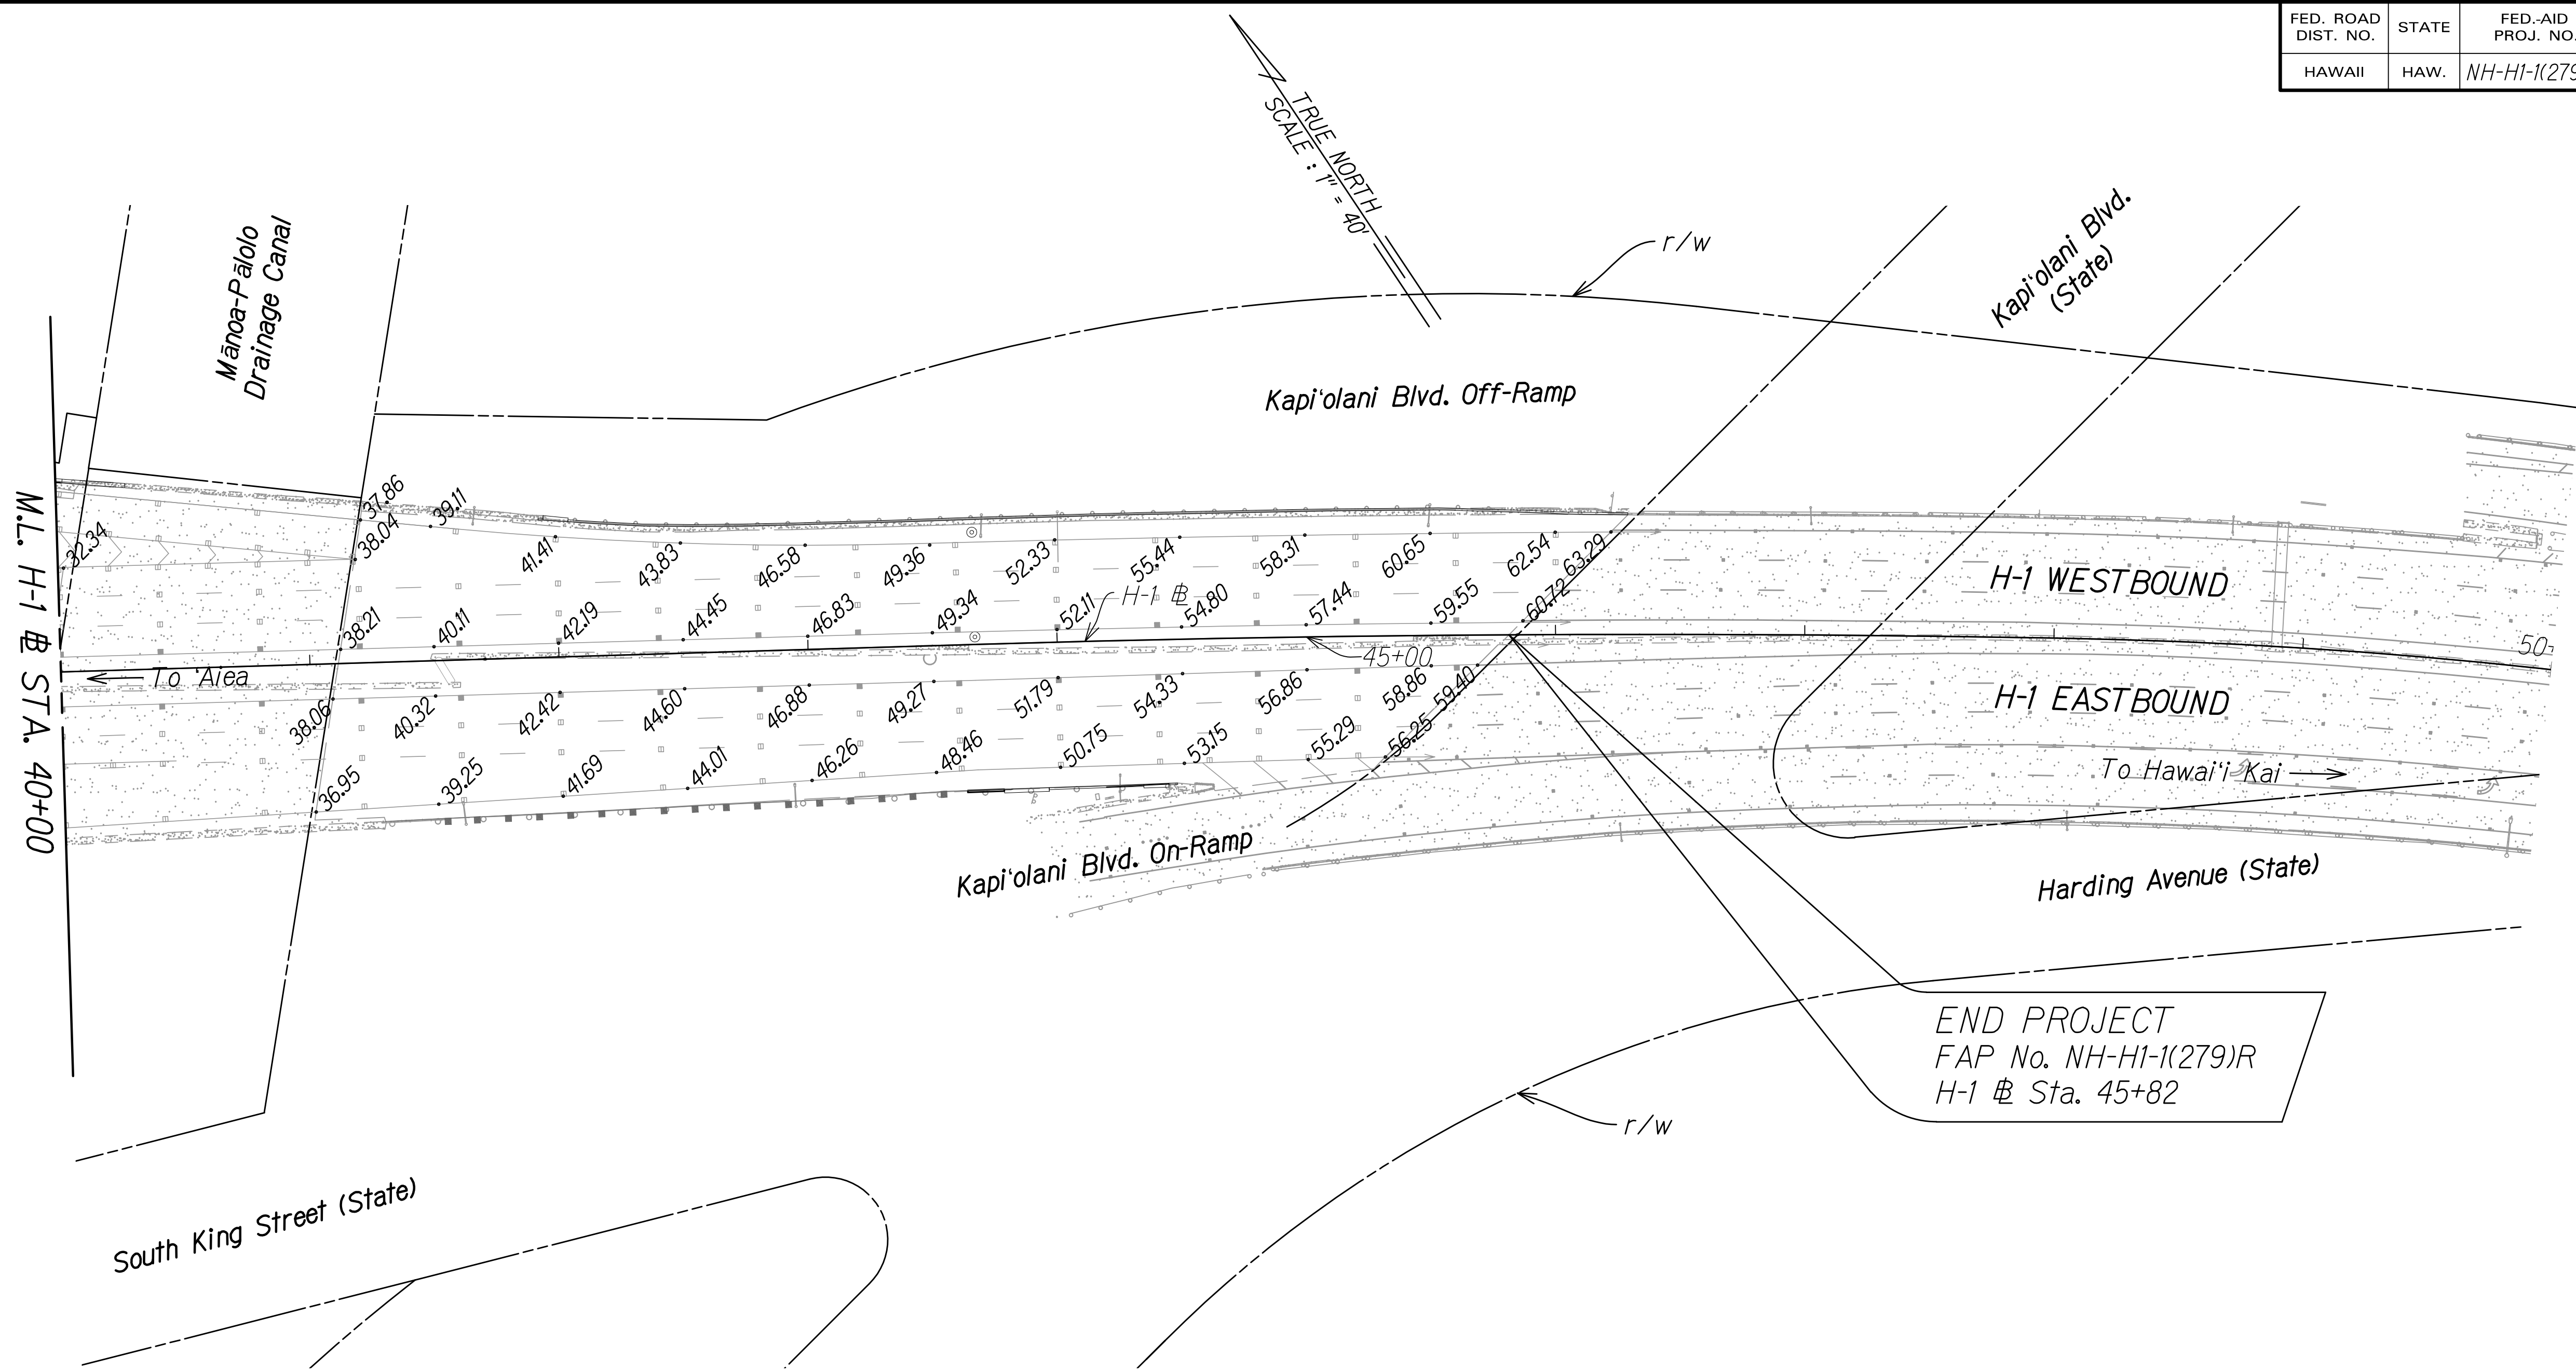 FED. ROAD DIST. NO.
STATE
FED.-AID PROJ. NO.
HAWAII
HAW.
NH-H1-1(279
TRUE NORTH
SCALE : 1" = 40'
r/w
Kapi‘olani Blvd.
(State)
Mānoa-Pālolo
Drainage Canal
Kapi‘olani Blvd. Off-Ramp
M.L. H-1 ℄ STA. 40+00
32.34
37.86
38.04
39.11
41.41
43.83
46.58
49.36
52.33
55.44
58.31
60.65
62.54
63.29
H-1 WESTBOUND
38.21
40.11
42.19
44.45
46.83
49.34
52.11
H-1 ℄
54.80
57.44
59.55
60.72
To ‘Aiea
45+00
50+
38.06
40.32
42.42
44.60
46.88
49.27
51.79
54.33
56.86
58.86
59.40
H-1 EASTBOUND
36.95
39.25
41.69
44.01
46.26
48.46
50.75
53.15
55.29
56.25
To Hawai‘i Kai
Kapi‘olani Blvd. On-Ramp
Harding Avenue (State)
END PROJECT
FAP No. NH-H1-1(279)R
H-1 ℄ Sta. 45+82
r/w
South King Street (State)